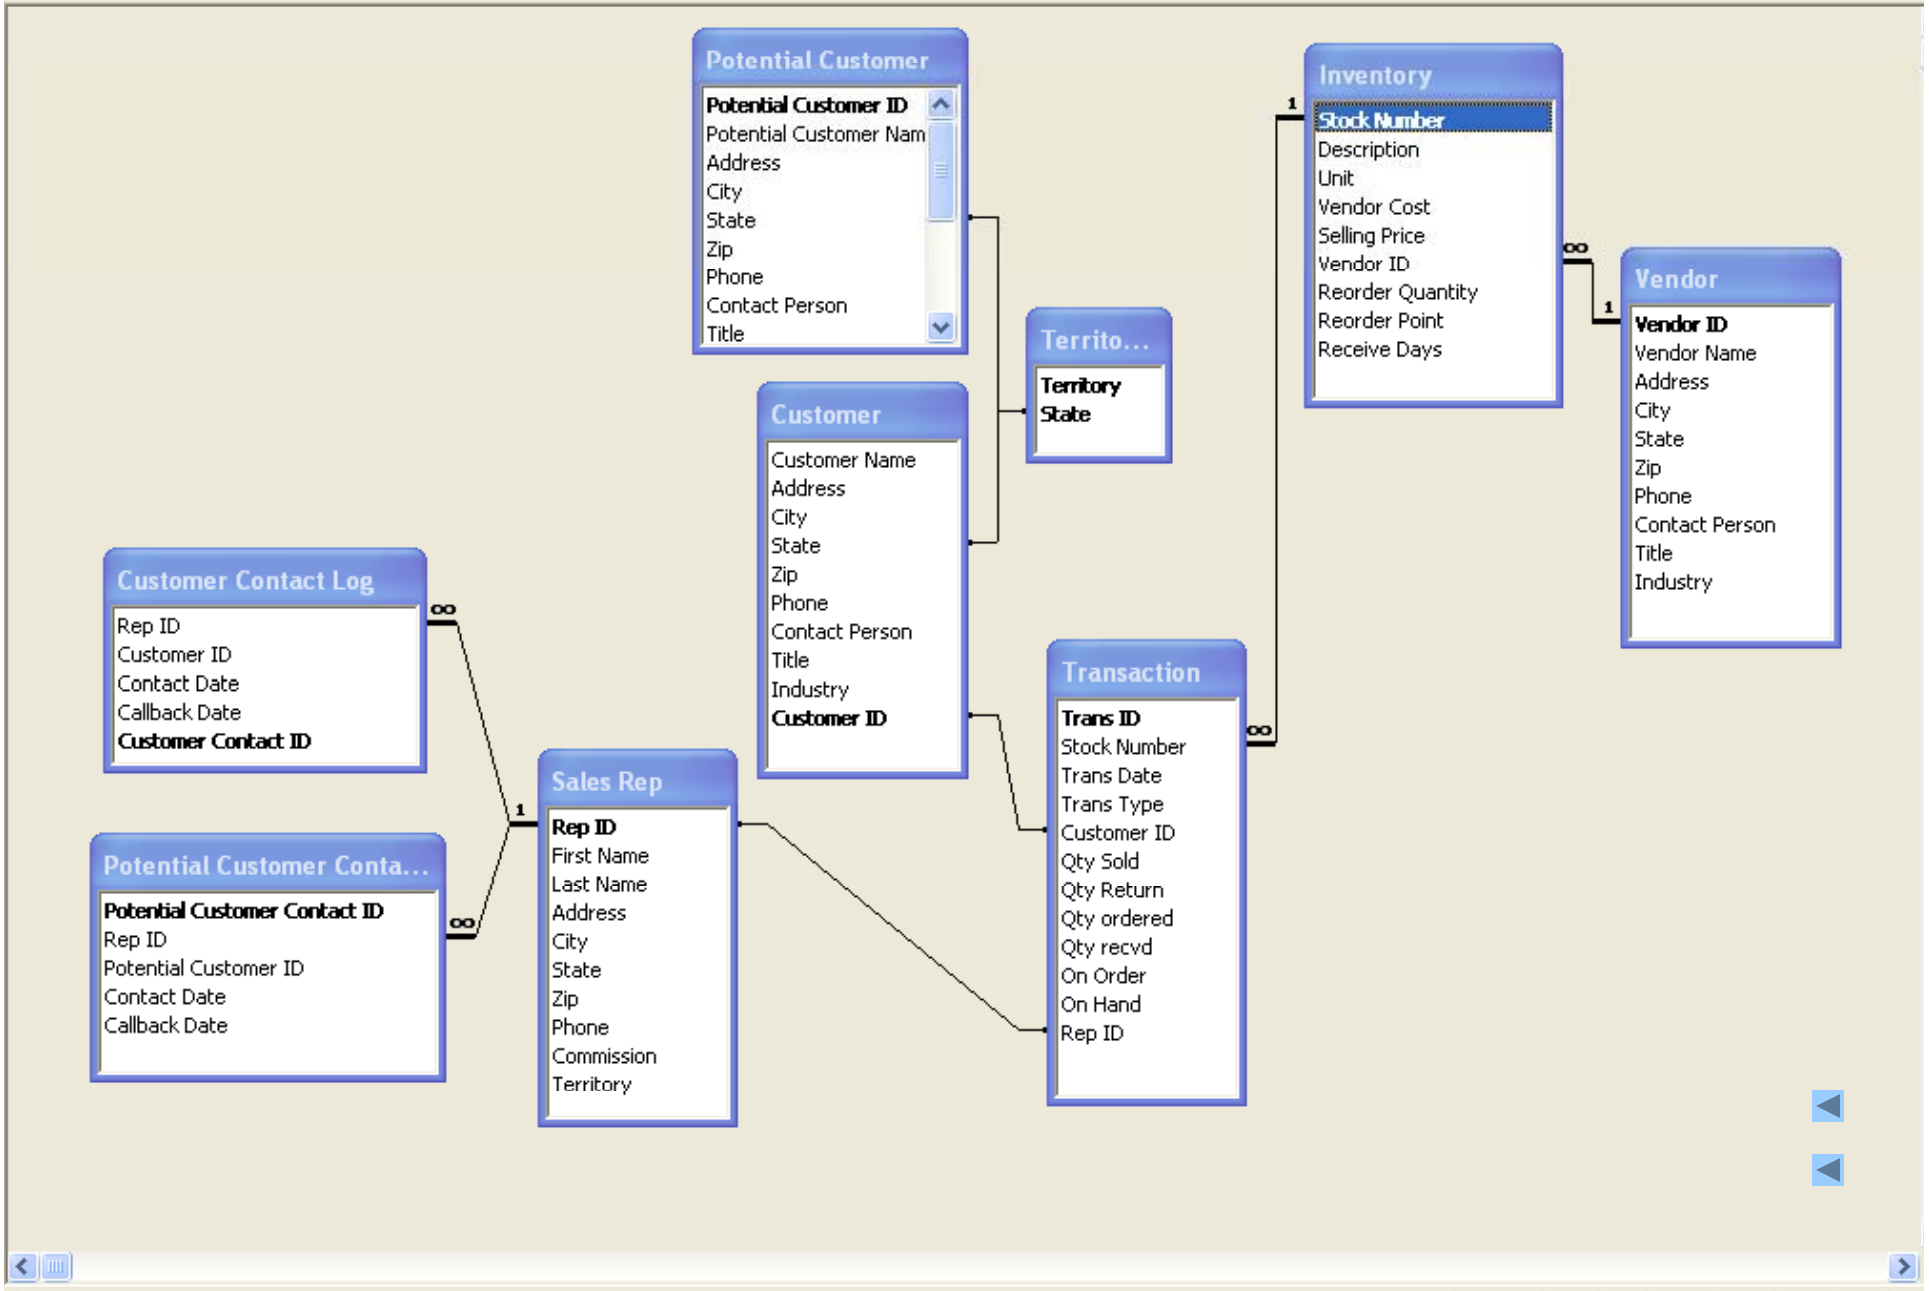 Potential Customer
Potential Customer ID
Potential Customer Nam
Address
City
State
Zip
Phone
Contact Person
Title
Inventory
1
Stock Number
Description
Unit
Vendor Cost
Selling Price
Vendor ID
Reorder Quantity
Reorder Point
Receive Days
∞
1
Vendor
Vendor ID
Vendor Name
Address
City
State
Zip
Phone
Contact Person
Title
Industry
Territo...
Territory
State
Customer
Customer Name
Address
City
State
Zip
Phone
Contact Person
Title
Industry
Customer ID
Customer Contact Log
∞
Rep ID
Customer ID
Contact Date
Callback Date
Customer Contact ID
Transaction
Trans ID
Stock Number
∞
Trans Date
Trans Type
Customer ID
Qty Sold
Qty Return
Qty ordered
Qty recvd
On Order
On Hand
Rep ID
Sales Rep
1
Rep ID
First Name
Last Name
Address
City
State
Zip
Phone
Commission
Territory
Potential Customer Conta...
Potential Customer Contact ID
∞
Rep ID
Potential Customer ID
Contact Date
Callback Date